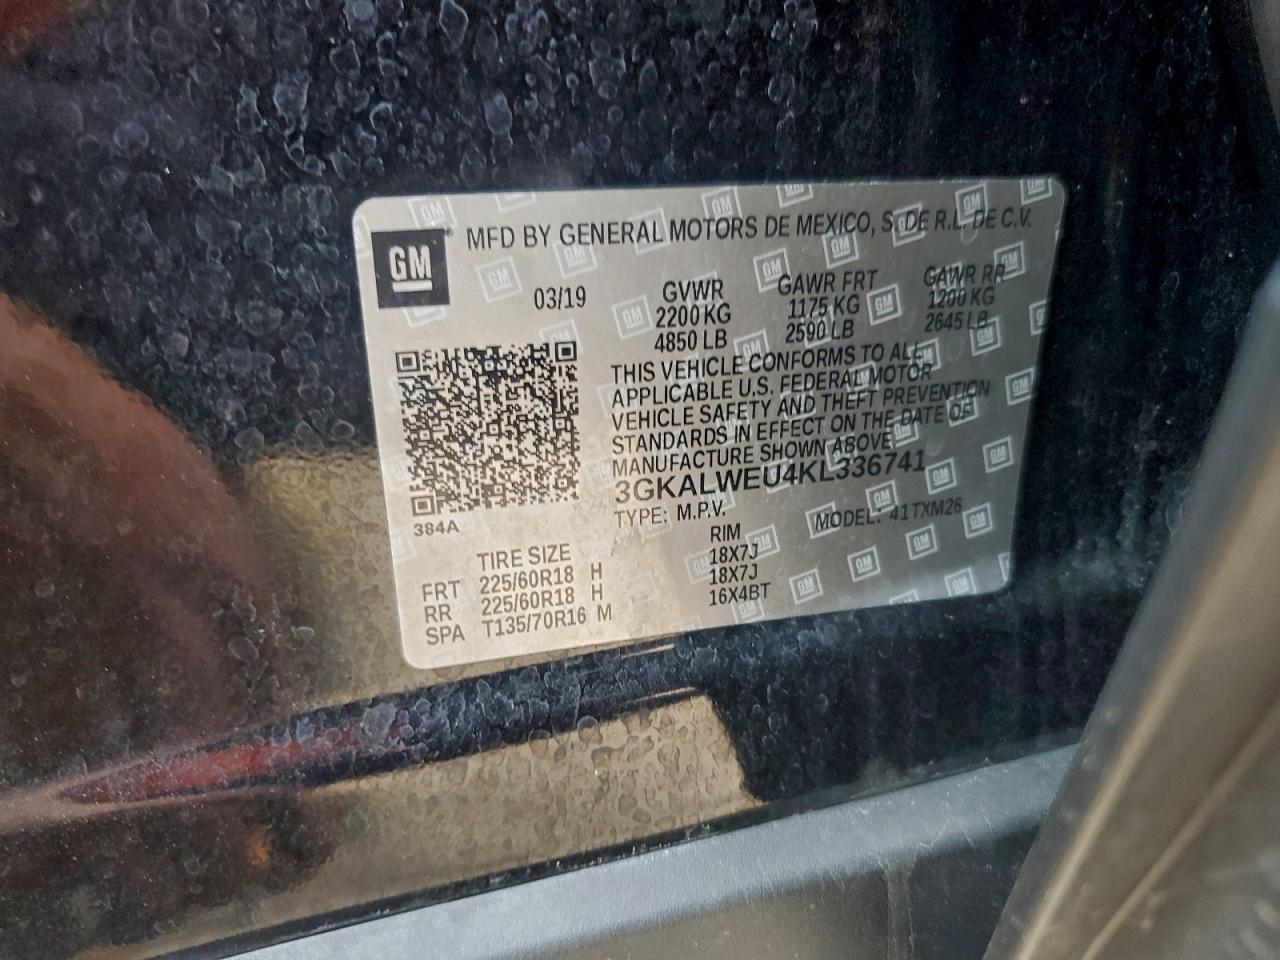 GM ® MFD BY GENERAL MOTORS DE MEXICO, S. DE R.L. DE C.V.
03/19 GVWR GAWR FRT GAWR RR
2200 KG 1175 KG 1200 KG
4850 LB 2590 LB 2645 LB
THIS VEHICLE CONFORMS TO ALL
APPLICABLE U.S. FEDERAL MOTOR
VEHICLE SAFETY AND THEFT PREVENTION
STANDARDS IN EFFECT ON THE DATE OF
MANUFACTURE SHOWN ABOVE
3GKALWEU4KL336741
TYPE: M.P.V. MODEL: 41TXM26
384A
TIRE SIZE RIM
FRT 225/60R18 H 18X7J
RR 225/60R18 H 18X7J
SPA T135/70R16 M 16X4BT